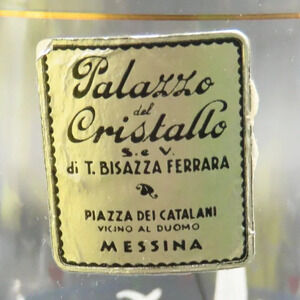 Palazzo
del
Cristallo
S. e V.
di T. BISAZZA FERRARA
PIAZZA DEI CATALANI
VICINO AL DUOMO
MESSINA